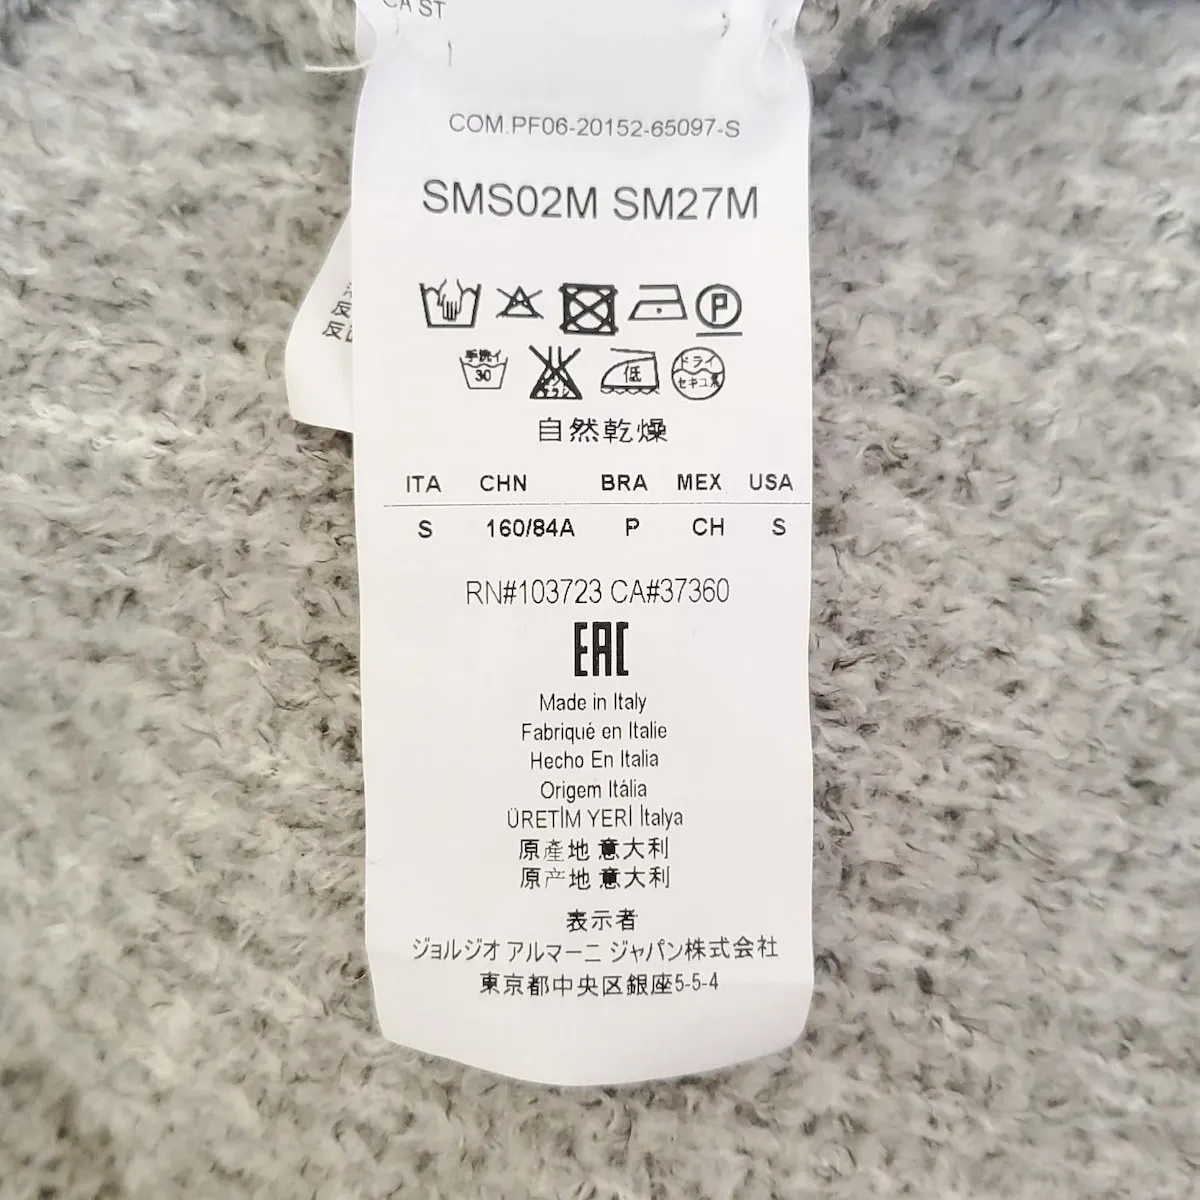 CA ST
COM.PF06-20152-65097-S
SMS02M SM27M
P
手洗イ
30
低
ドライ
セキユ系
自然乾燥
ITA CHN BRA MEX USA
S 160/84A P CH S
RN#103723 CA#37360
EAC
Made in Italy
Fabriqué en Italie
Hecho En Italia
Origem Itália
ÜRETİM YERİ İtalya
原產地 意大利
原产地 意大利
表示者
ジョルジオ アルマーニ ジャパン株式会社
東京都中央区銀座5-5-4